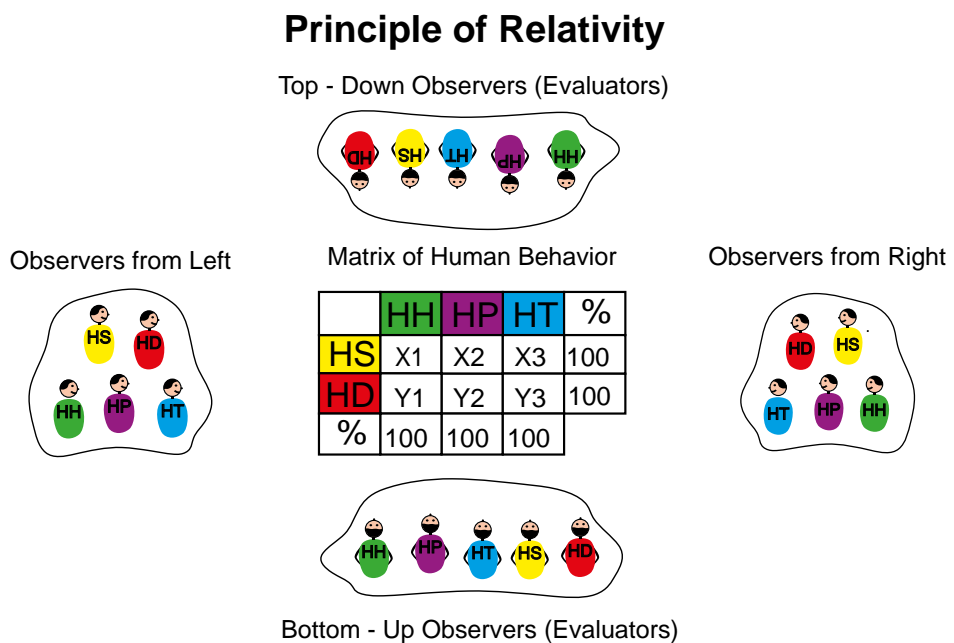 Principle of Relativity
Top - Down Observers (Evaluators)
HD HS HT HP HH
Observers from Left
Matrix of Human Behavior
Observers from Right
HS HD
HH HP HT
HH HP HT %
HS X1 X2 X3 100
HD Y1 Y2 Y3 100
% 100 100 100
HD HS
HT HP HH
HH HP HT HS HD
Bottom - Up Observers (Evaluators)